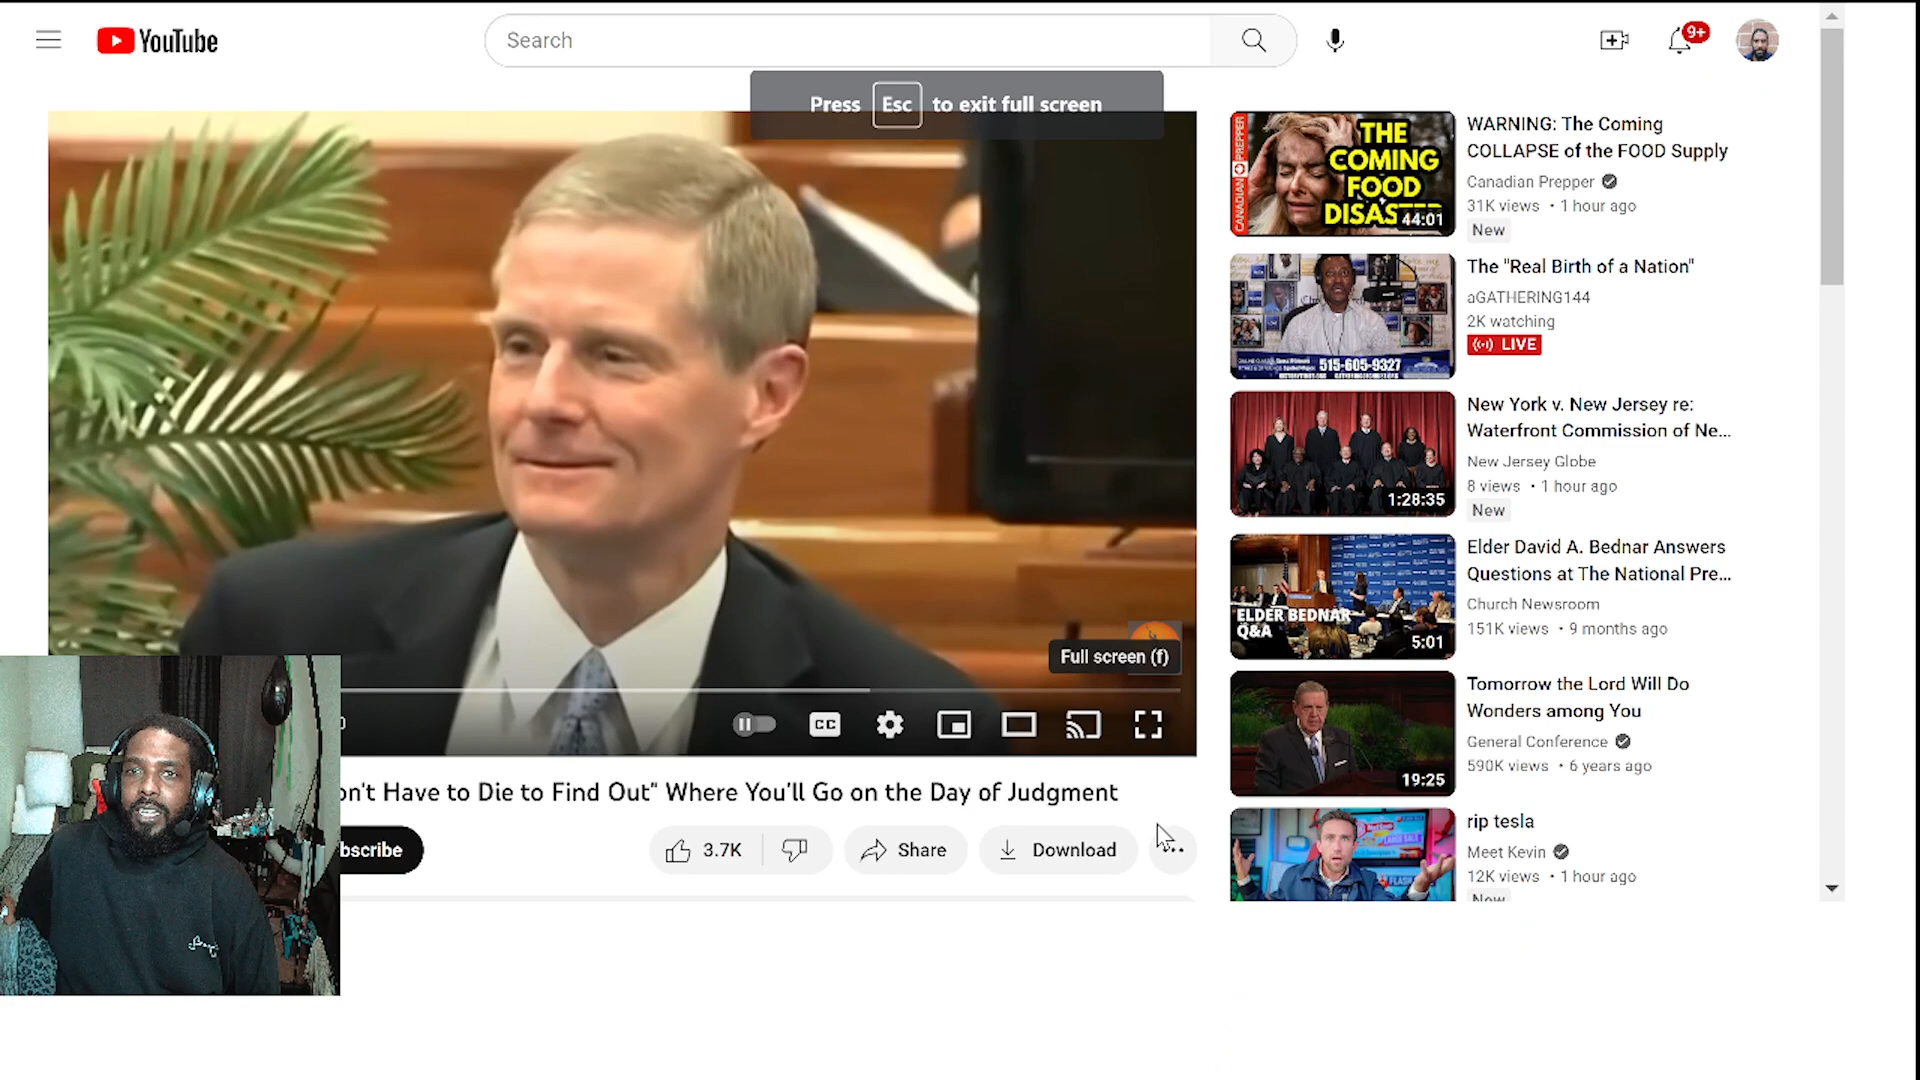 YouTube
Search
9+
Press Esc to exit full screen
Full screen (f)
CC
on't Have to Die to Find Out" Where You'll Go on the Day of Judgment
bscribe
3.7K
Share
Download
CANADIAN PREPPER
THE
COMING
FOOD
DISASTER
44:01
WARNING: The Coming
COLLAPSE of the FOOD Supply
Canadian Prepper
31K views • 1 hour ago
New
515-605-9327
The "Real Birth of a Nation"
aGATHERING144
2K watching
LIVE
1:28:35
New York v. New Jersey re:
Waterfront Commission of Ne...
New Jersey Globe
8 views • 1 hour ago
New
ELDER BEDNAR
Q&A
5:01
Elder David A. Bednar Answers
Questions at The National Pre...
Church Newsroom
151K views • 9 months ago
19:25
Tomorrow the Lord Will Do
Wonders among You
General Conference
590K views • 6 years ago
rip tesla
Meet Kevin
12K views • 1 hour ago
New